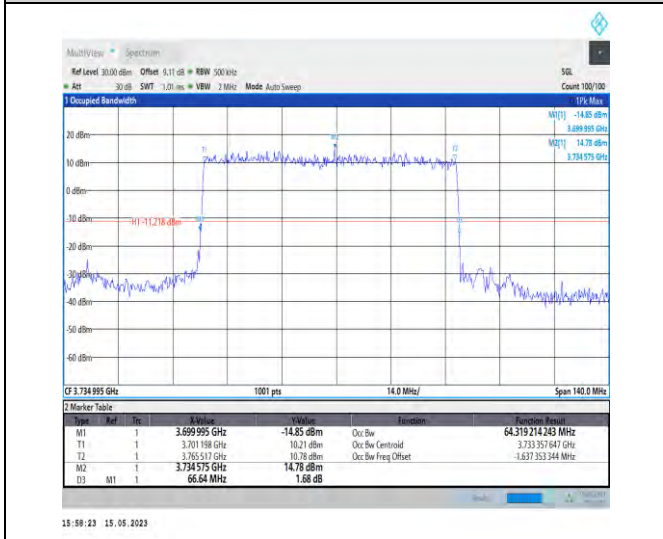 MultiView Spectrum
Ref Level 30.00 dBm Offset 9.11 dB RBW 500 kHz SGL
Att 30 dB SWT 1.01 ms VBW 2 MHz Mode Auto Sweep Count 100/100
1 Occupied Bandwidth 1Pk Max
M1[1] -14.85 dBm
3.699 995 GHz
M2[1] 14.78 dBm
3.734 575 GHz
20 dBm
10 dBm
0 dBm
-10 dBm
H1 -11.218 dBm
-20 dBm
-30 dBm
-40 dBm
-50 dBm
-60 dBm
T1
M2
T2
CF 3.734 995 GHz 1001 pts 14.0 MHz/ Span 140.0 MHz
2 Marker Table
Type Ref Trc X-Value Y-Value Function Function Result
M1 1 3.699 995 GHz -14.85 dBm Occ Bw 64.319 214 243 MHz
T1 1 3.701 198 GHz 10.21 dBm Occ Bw Centroid 3.733 357 647 GHz
T2 1 3.765 517 GHz 10.78 dBm Occ Bw Freq Offset -1.637 353 344 MHz
M2 1 3.734 575 GHz 14.78 dBm
D3 M1 1 66.64 MHz 1.68 dB
15:58:23 15.05.2023